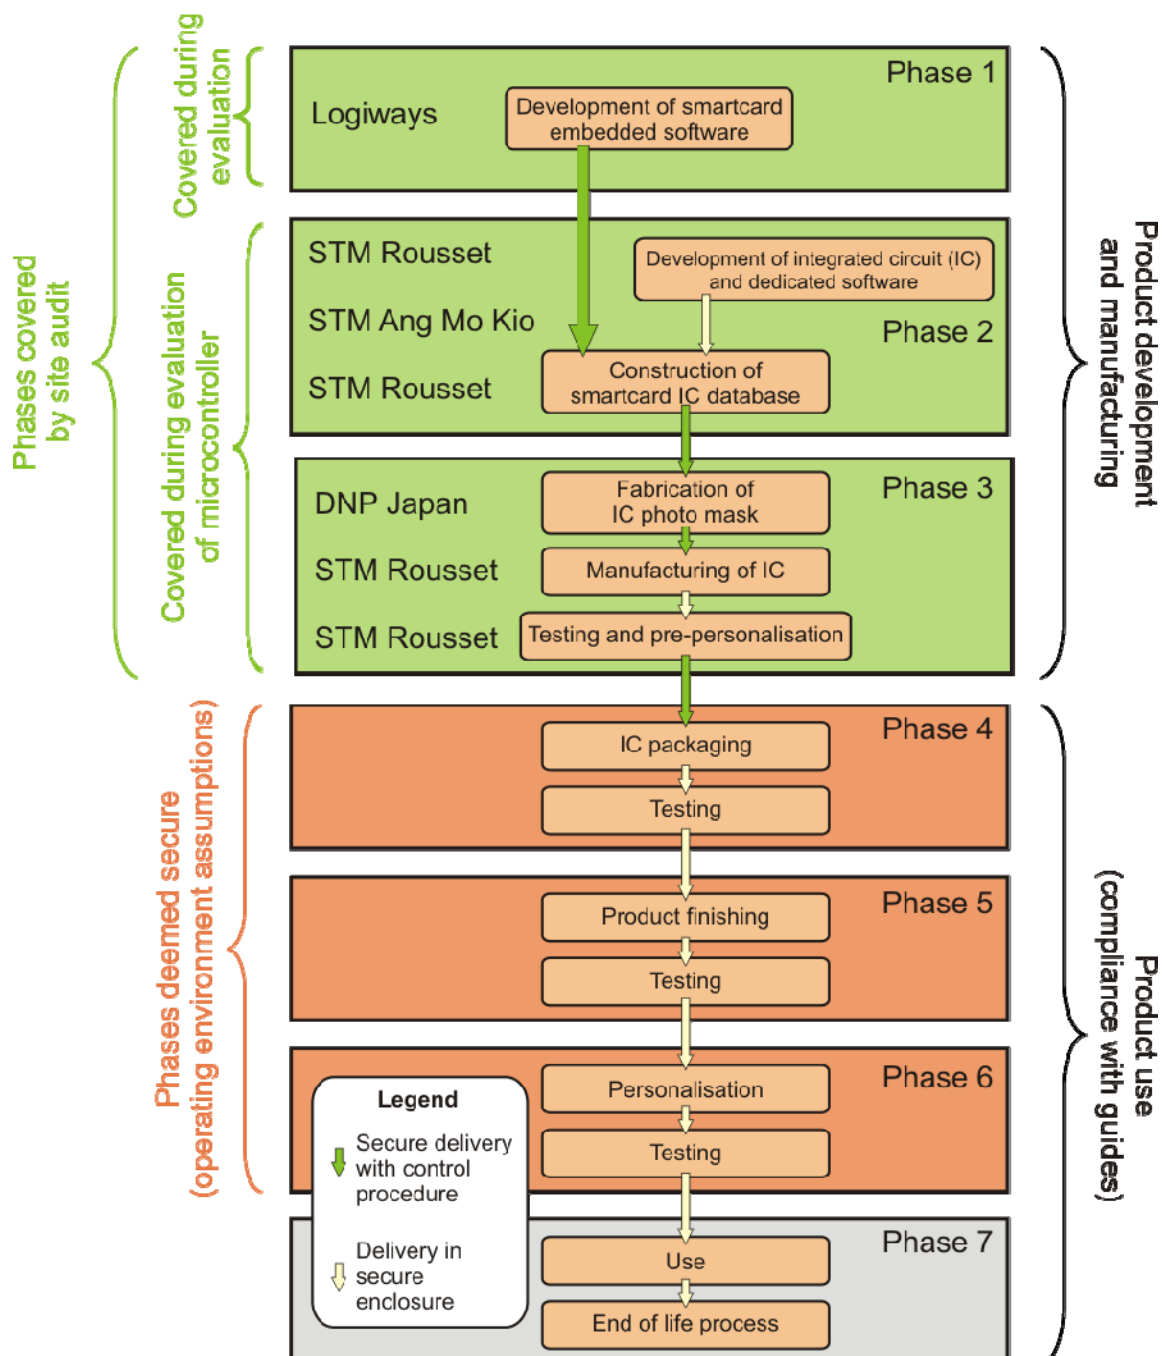 Phases covered
by site audit
Covered during
evaluation
Covered during evaluation
of microcontroller
Phase 1
Logiways
Development of smartcard
embedded software
STM Rousset
Development of integrated circuit (IC)
and dedicated software
STM Ang Mo Kio
Phase 2
STM Rousset
Construction of
smartcard IC database
Product development
and manufacturing
Phase 3
DNP Japan
Fabrication of
IC photo mask
STM Rousset
Manufacturing of IC
STM Rousset
Testing and pre-personalisation
Phases deemed secure
(operating environment assumptions)
Phase 4
IC packaging
Testing
Phase 5
Product finishing
Testing
Product use
(compliance with guides)
Phase 6
Personalisation
Testing
Legend
Secure delivery
with control
procedure
Delivery in
secure
enclosure
Phase 7
Use
End of life process